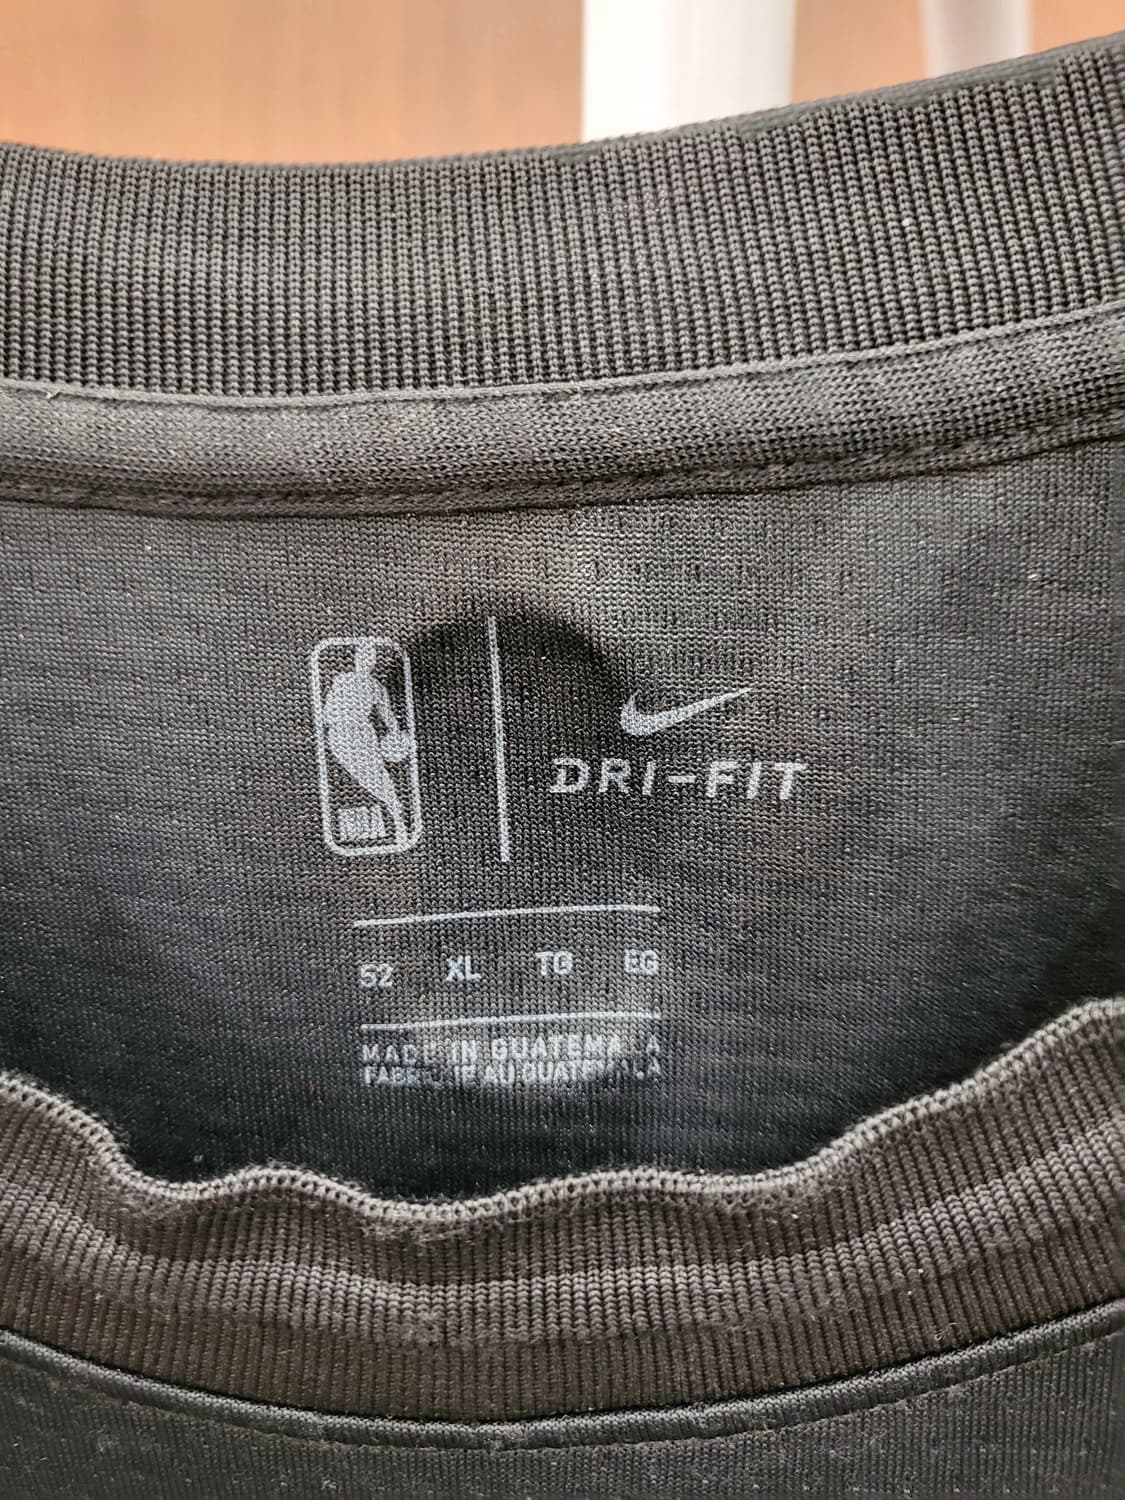 NBA
DRI-FIT
52 XL TG EG
MADE IN GUATEMALA
FABRIQUÉ AU GUATEMALA